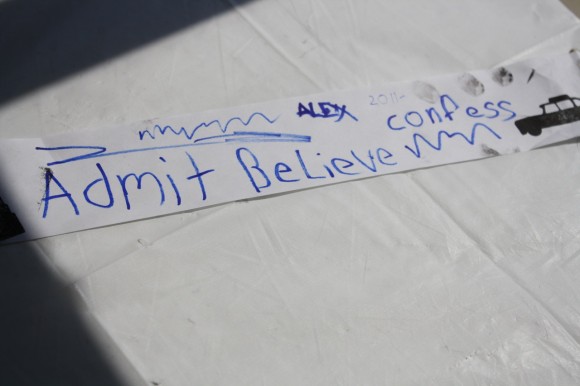 ALEX 2011-
confess
Admit Believe